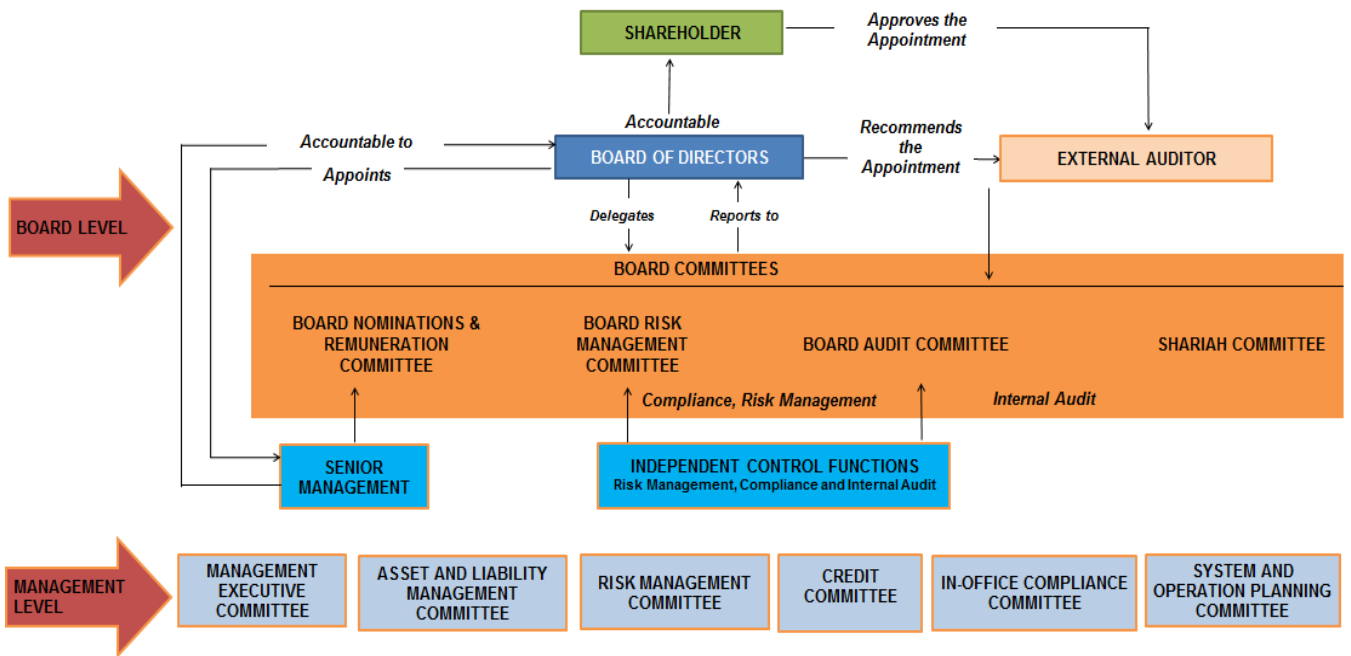 SHAREHOLDER
Approves the
Appointment
Accountable
Accountable to
Appoints
BOARD OF DIRECTORS
Recommends
the
Appointment
EXTERNAL AUDITOR
BOARD LEVEL
Delegates
Reports to
BOARD COMMITTEES
BOARD NOMINATIONS &
REMUNERATION
COMMITTEE
BOARD RISK
MANAGEMENT
COMMITTEE
BOARD AUDIT COMMITTEE
SHARIAH COMMITTEE
Compliance, Risk Management
Internal Audit
SENIOR
MANAGEMENT
INDEPENDENT CONTROL FUNCTIONS
Risk Management, Compliance and Internal Audit
MANAGEMENT
LEVEL
MANAGEMENT
EXECUTIVE
COMMITTEE
ASSET AND LIABILITY
MANAGEMENT
COMMITTEE
RISK MANAGEMENT
COMMITTEE
CREDIT
COMMITTEE
IN-OFFICE COMPLIANCE
COMMITTEE
SYSTEM AND
OPERATION PLANNING
COMMITTEE